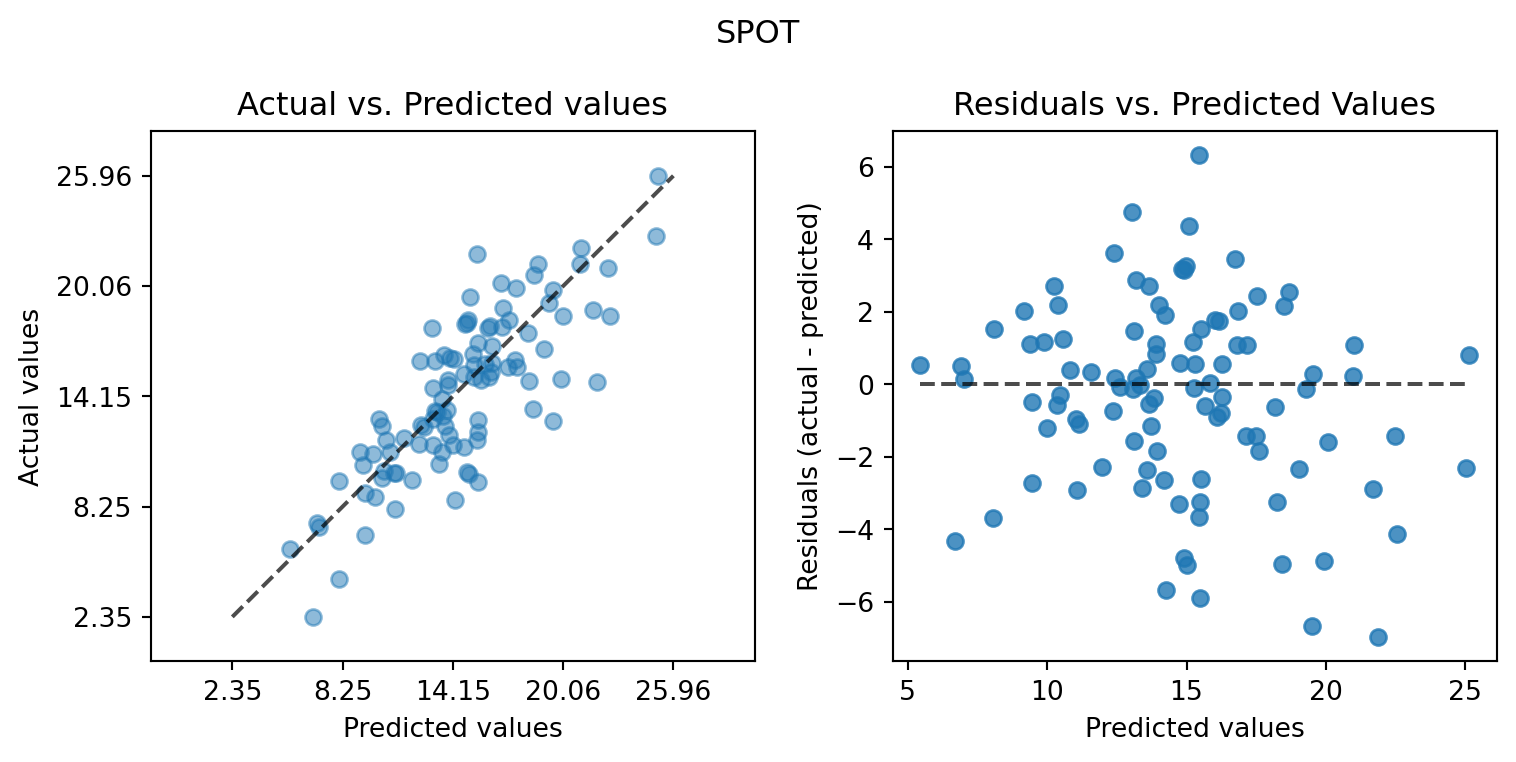 SPOT
Actual vs. Predicted values
Actual values
25.96
20.06
14.15
8.25
2.35
2.35 8.25 14.15 20.06 25.96
Predicted values
Residuals vs. Predicted Values
Residuals (actual - predicted)
6
4
2
0
−2
−4
−6
5 10 15 20 25
Predicted values